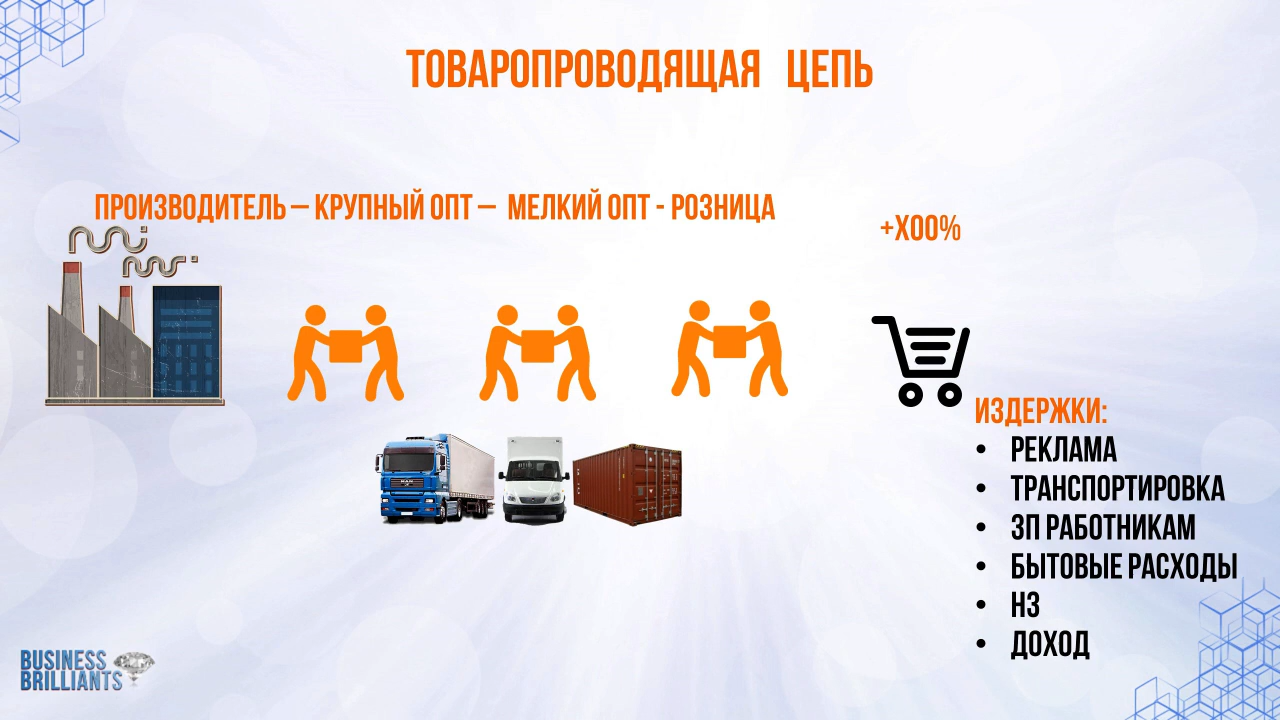 ТОВАРОПРОВОДЯЩАЯ ЦЕПЬ
ПРОИЗВОДИТЕЛЬ – КРУПНЫЙ ОПТ – МЕЛКИЙ ОПТ - РОЗНИЦА
+Х00%
ИЗДЕРЖКИ:
• РЕКЛАМА
• ТРАНСПОРТИРОВКА
• ЗП РАБОТНИКАМ
• БЫТОВЫЕ РАСХОДЫ
• НЗ
• ДОХОД
BUSINESS
BRILLIANTS